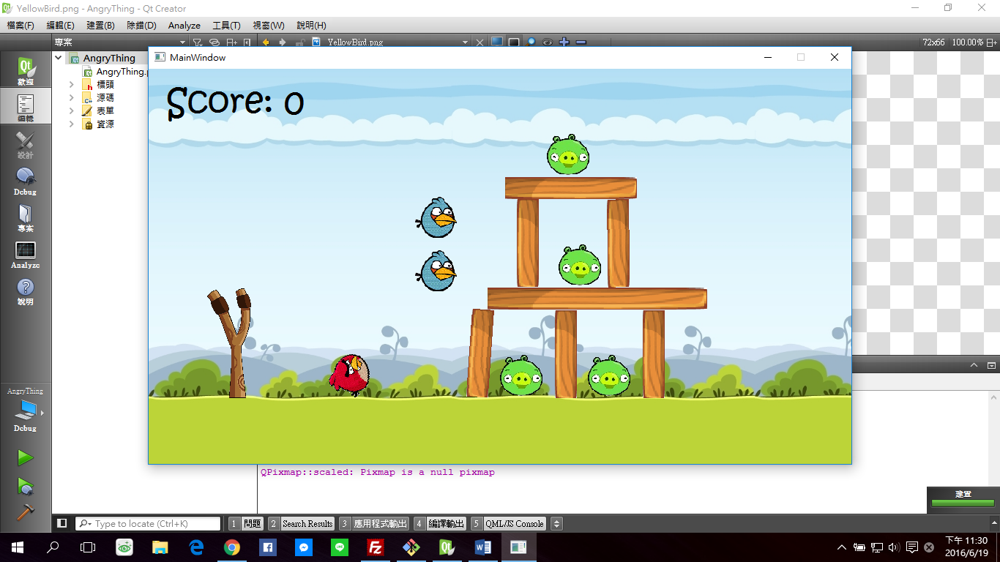 YellowBird.png - AngryThing - Qt Creator
檔案(F) 編輯(E) 建置(B) 除錯(D) Analyze 工具(T) 視窗(W) 說明(H)
專案 YellowBird.png 72x66 100.00%
MainWindow
Score: 0
AngryThing
AngryThing.p
標頭
源碼
表單
資源
歡迎
編輯
設計
Debug
專案
Analyze
說明
AngryThing
Debug
QPixmap::scaled: Pixmap is a null pixmap
建置
Type to locate (Ctrl+K) 1 問題 2 Search Results 3 應用程式輸出 4 編譯輸出 5 QML/JS Console
下午 11:30
2016/6/19